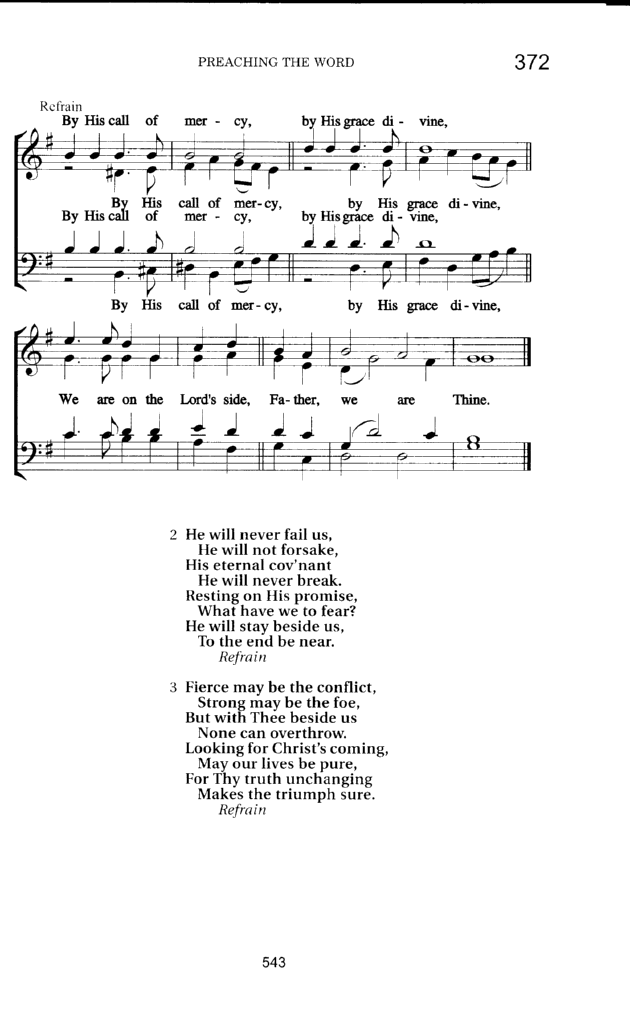 PREACHING THE WORD
372
Refrain
By His call of mer - cy, by His grace di - vine,
By His call of mer-cy, by His grace di-vine,
By His call of mer - cy, by His grace di - vine,
By His call of mer-cy, by His grace di-vine,
We are on the Lord's side, Fa-ther, we are Thine.
2 He will never fail us,
He will not forsake,
His eternal cov'nant
He will never break.
Resting on His promise,
What have we to fear?
He will stay beside us,
To the end be near.
Refrain
3 Fierce may be the conflict,
Strong may be the foe,
But with Thee beside us
None can overthrow.
Looking for Christ's coming,
May our lives be pure,
For Thy truth unchanging
Makes the triumph sure.
Refrain
543